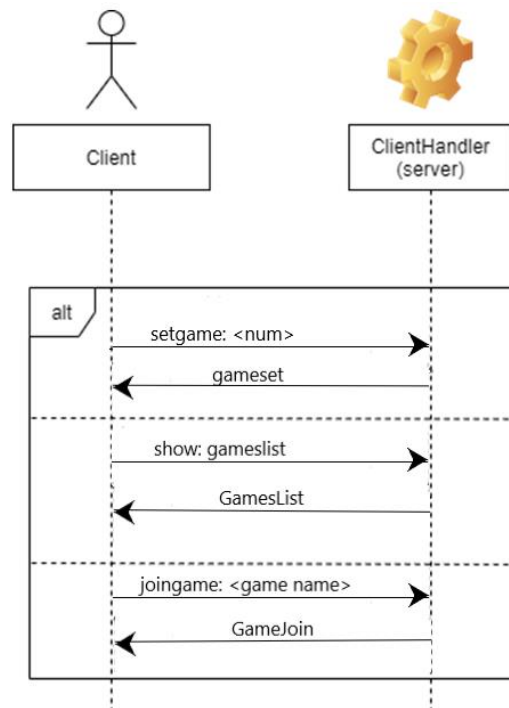 Client
ClientHandler
(server)
alt
setgame: <num>
gameset
show: gameslist
GamesList
joingame: <game name>
GameJoin